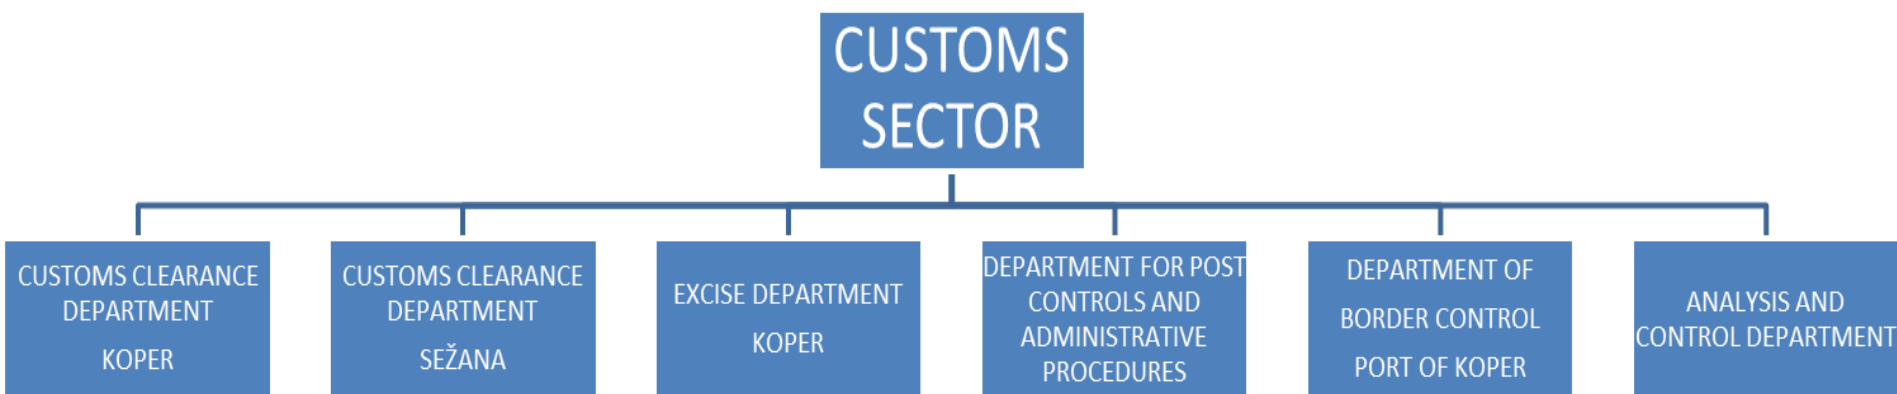 CUSTOMS
SECTOR
CUSTOMS CLEARANCE
DEPARTMENT
KOPER
CUSTOMS CLEARANCE
DEPARTMENT
SEŽANA
EXCISE DEPARTMENT
KOPER
DEPARTMENT FOR POST
CONTROLS AND
ADMINISTRATIVE
PROCEDURES
DEPARTMENT OF
BORDER CONTROL
PORT OF KOPER
ANALYSIS AND
CONTROL DEPARTMENT